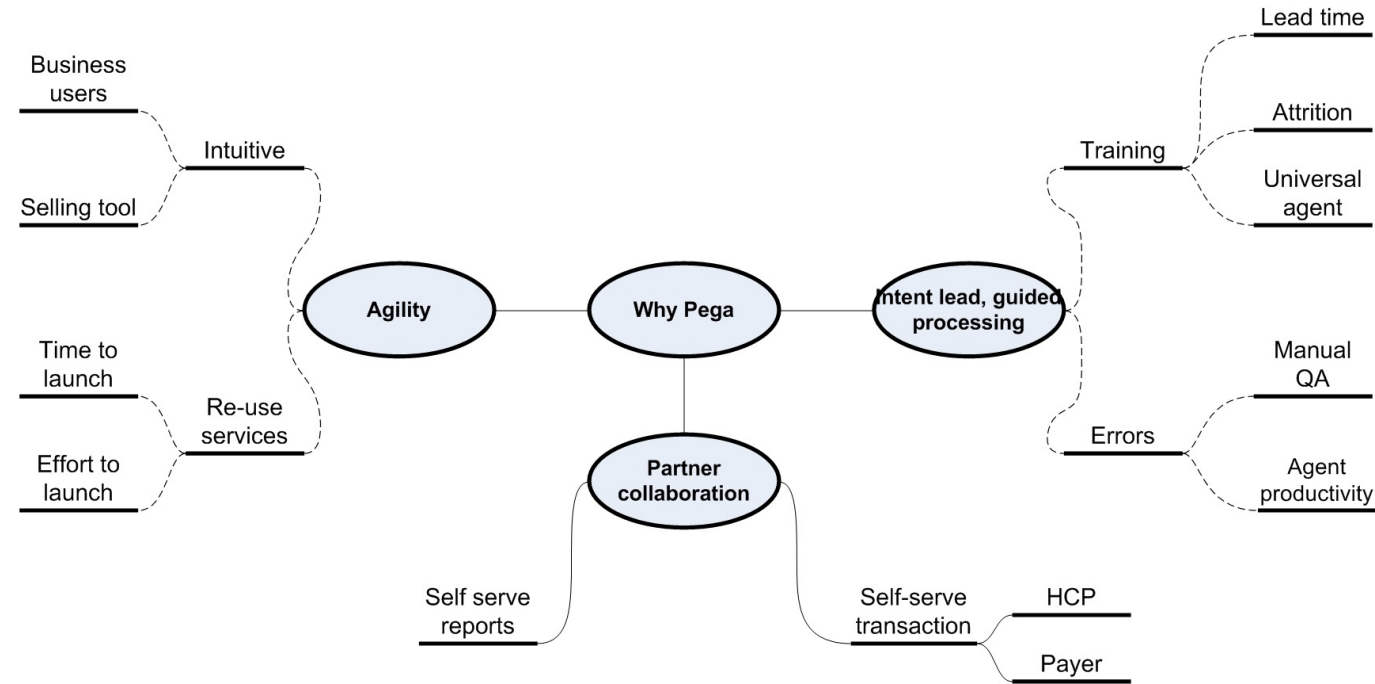 Lead time
Business
users
Attrition
Intuitive
Training
Selling tool
Universal
agent
Agility
Why Pega
Intent lead, guided
processing
Time to
launch
Manual
QA
Re-use
services
Errors
Effort to
launch
Partner
collaboration
Agent
productivity
Self serve
reports
Self-serve
transaction
HCP
Payer